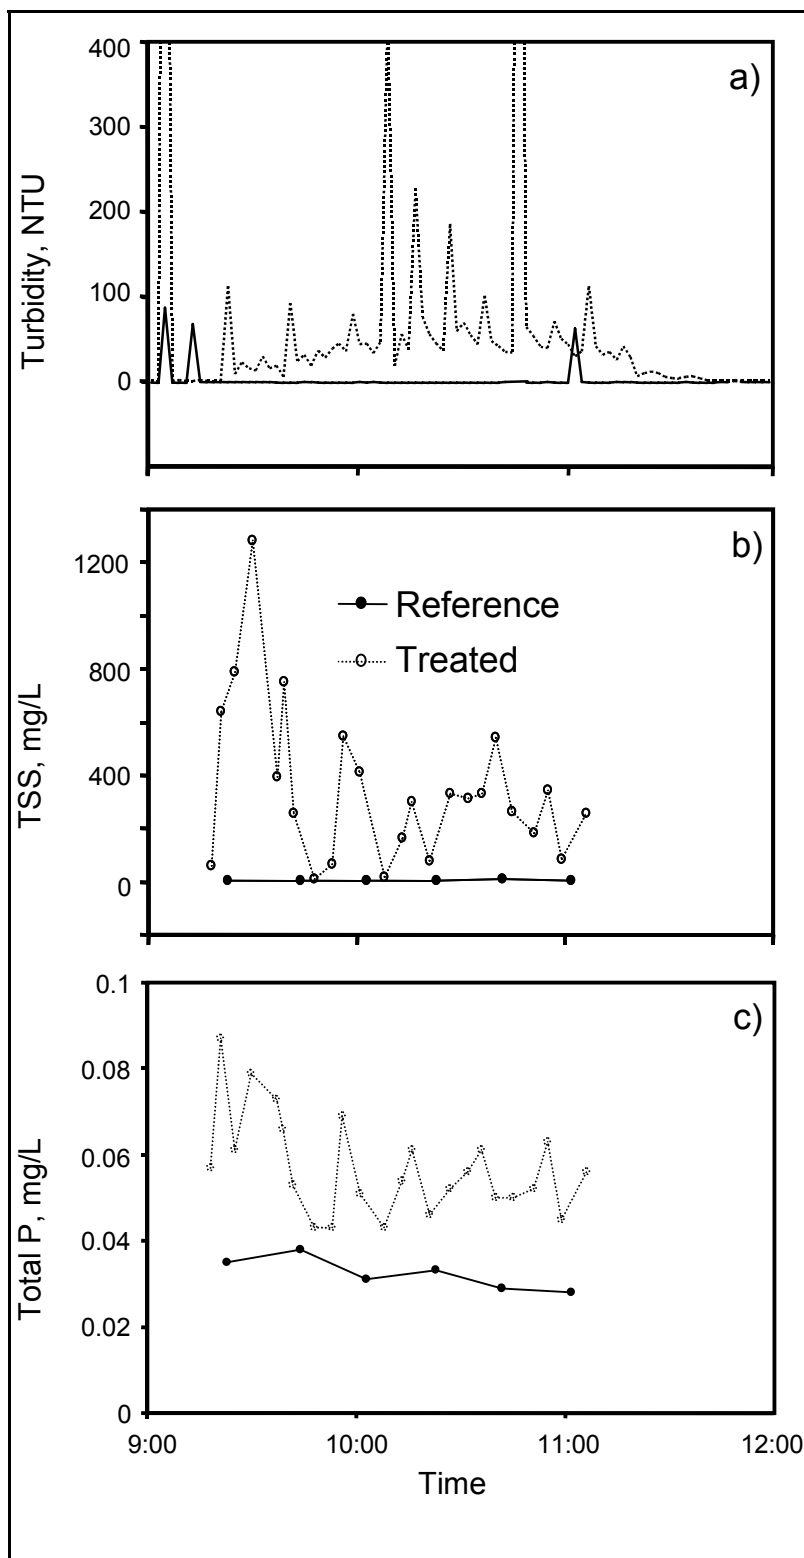 400
a)
300
200
100
0
Turbidity, NTU
b)
1200
800
400
0
TSS, mg/L
Reference
Treated
0.1
c)
0.08
0.06
0.04
0.02
0
Total P, mg/L
9:00
10:00
11:00
12:00
Time